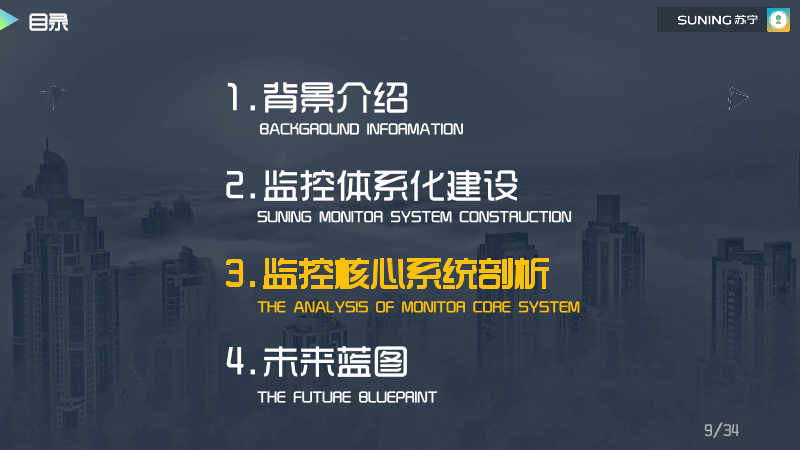 目录
SUNING 苏宁
1.背景介绍
BACKGROUND INFORMATION
2.监控体系化建设
SUNING MONITOR SYSTEM CONSTRUCTION
3.监控核心系统剖析
THE ANALYSIS OF MONITOR CORE SYSTEM
4.未来蓝图
THE FUTURE BLUEPRINT
9/34